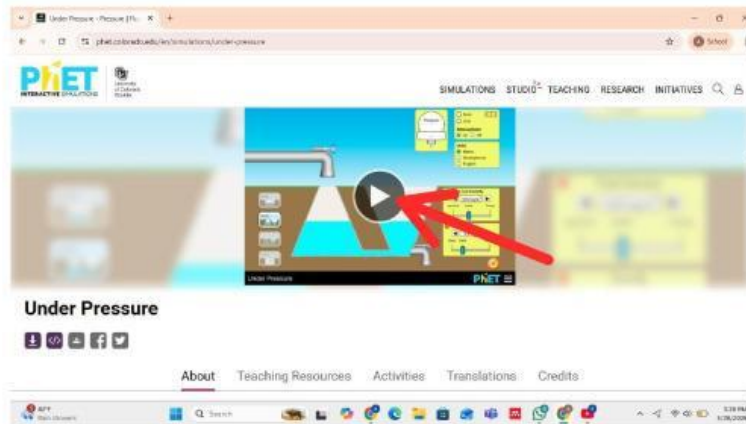 Under Pressure - Pressure | Flu
phet.colorado.edu/en/simulations/under-pressure
School
PhET
INTERACTIVE SIMULATIONS
University
of Colorado
Boulder
SIMULATIONS STUDIO TEACHING RESEARCH INITIATIVES
Under Pressure
PhET
Under Pressure
About Teaching Resources Activities Translations Credits
Search